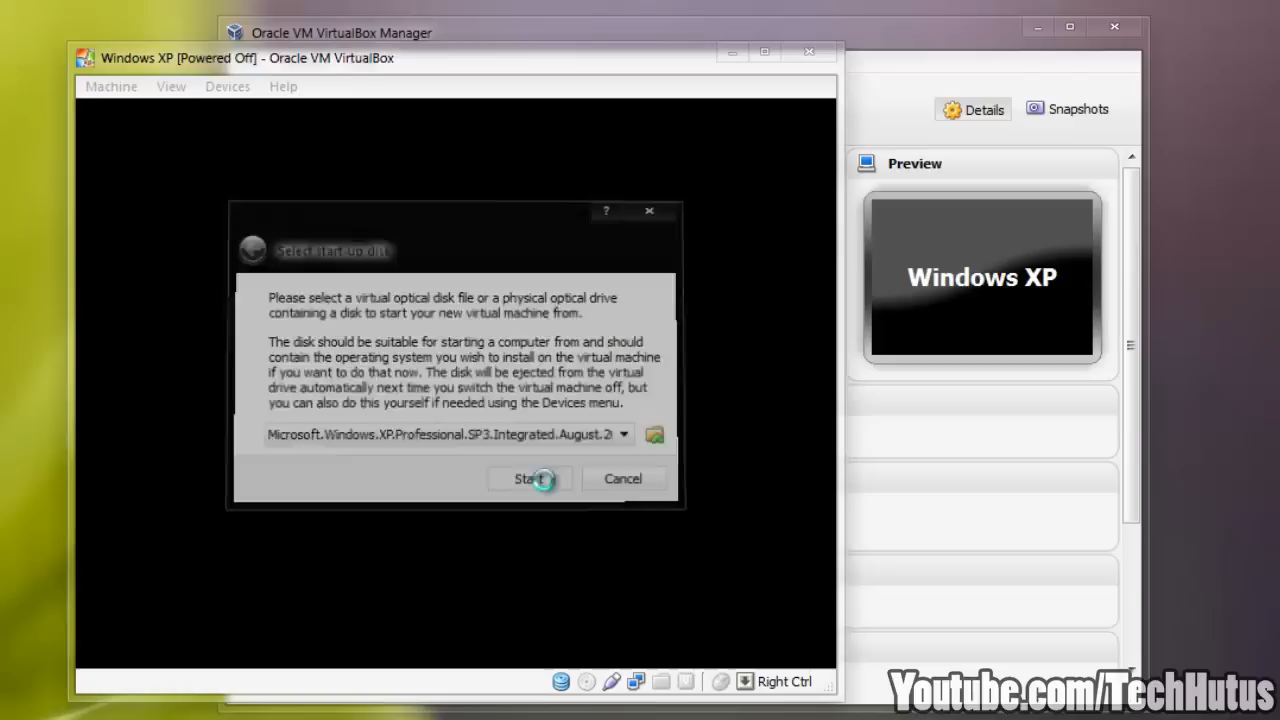 Oracle VM VirtualBox Manager
Windows XP [Powered Off] - Oracle VM VirtualBox
Machine View Devices Help
Details Snapshots
Preview
Windows XP
?
Select start-up disk
Please select a virtual optical disk file or a physical optical drive
containing a disk to start your new virtual machine from.
The disk should be suitable for starting a computer from and should
contain the operating system you wish to install on the virtual machine
if you want to do that now. The disk will be ejected from the virtual
drive automatically next time you switch the virtual machine off, but
you can also do this yourself if needed using the Devices menu.
Microsoft.Windows.XP.Professional.SP3.Integrated.August.2
Start Cancel
Right Ctrl
Youtube.com/TechHutus